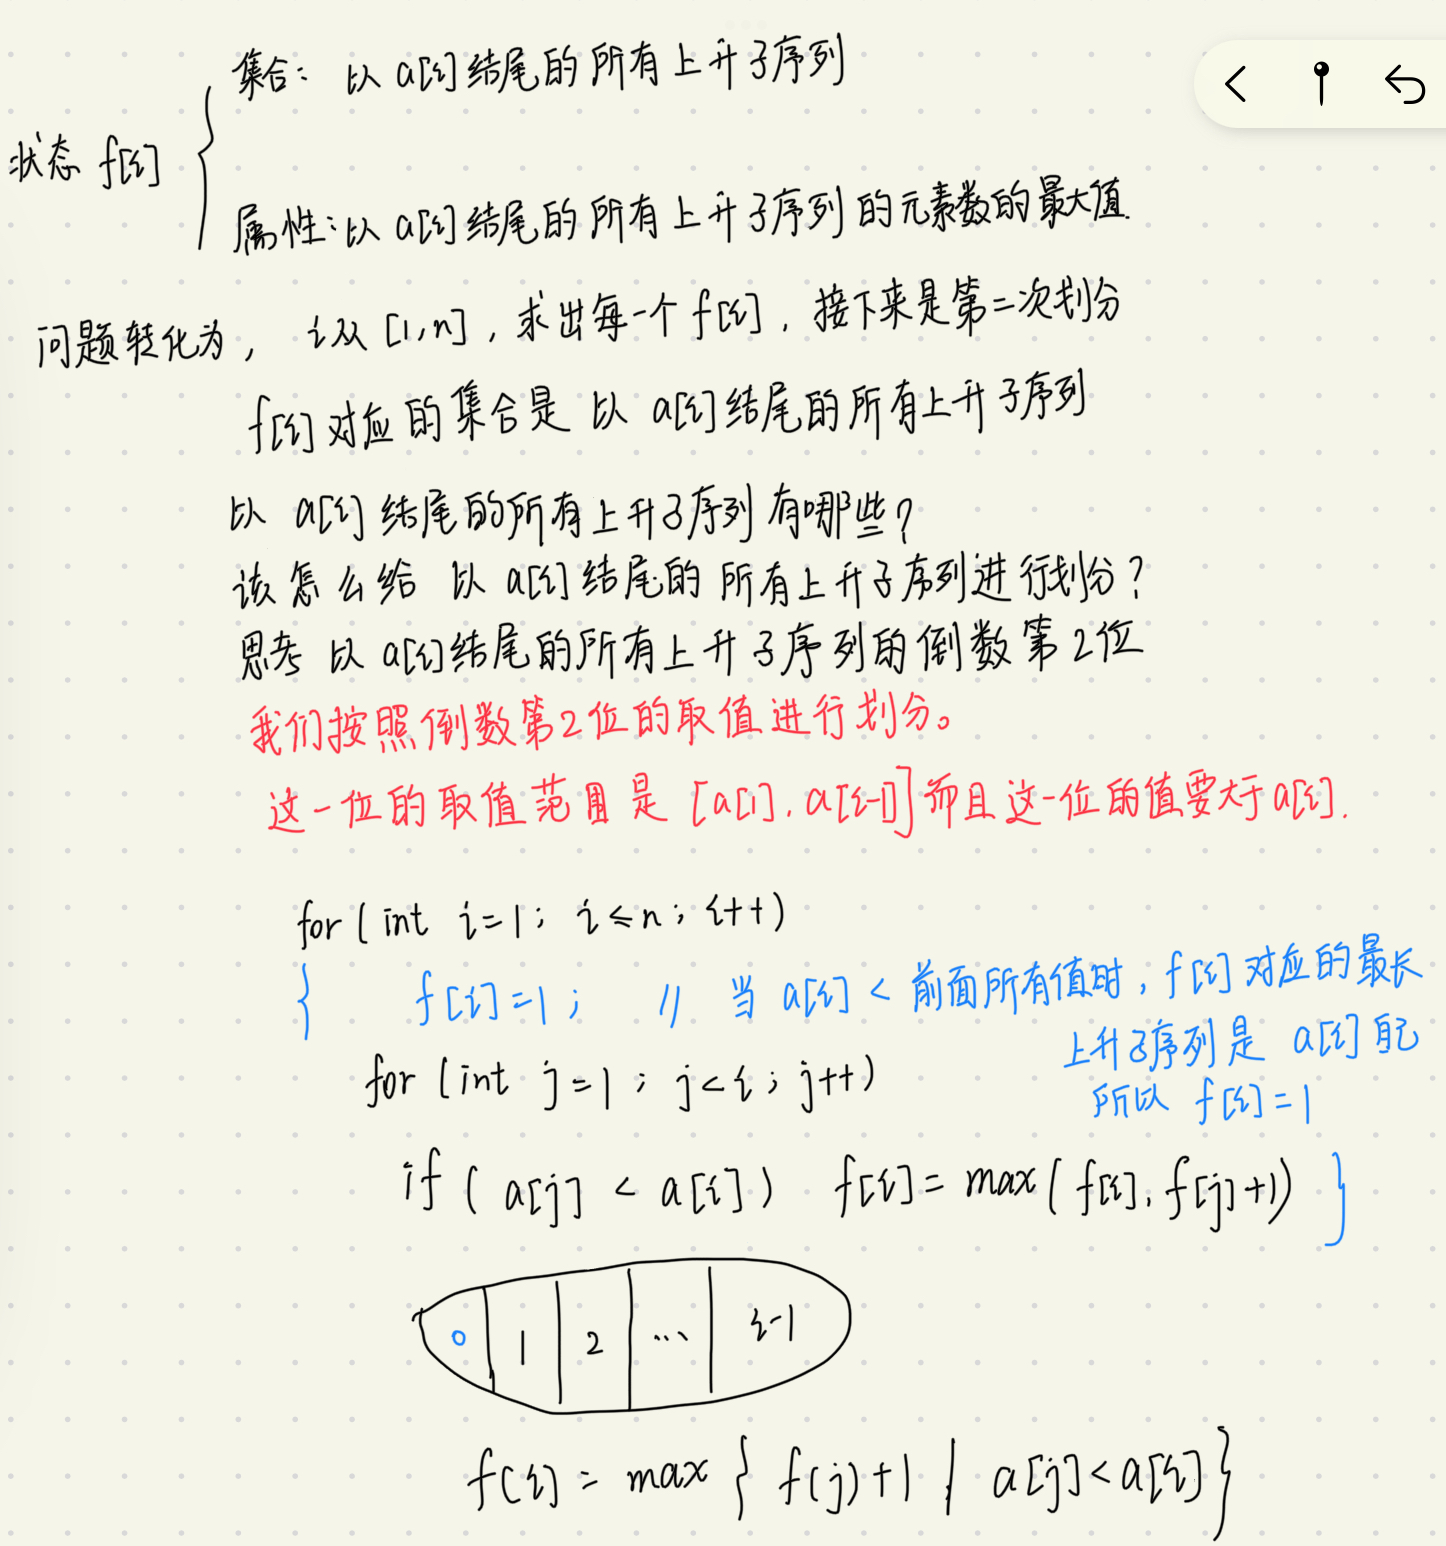 集合：以 a[i] 结尾的所有上升子序列
状态 f[i]
属性：以 a[i] 结尾的所有上升子序列的元素数的最大值.
问题转化为，i从 [1,n]，求出每一个 f[i]，接下来是第二次划分
f[i] 对应的集合是 以 a[i] 结尾的所有上升子序列
以 a[i] 结尾的所有上升子序列有哪些?
该怎么给 以 a[i] 结尾的 所有上升子序列进行划分?
思考 以 a[i] 结尾的所有上升子序列的倒数第2位
我们按照倒数第2位的取值进行划分。
这一位的取值范围是 [a[1], a[i-1]] 而且这一位的值要大于a[i].
for ( int i=1; i≤n; i++)
{ f[i]=1; // 当 a[i] < 前面所有值时, f[i] 对应的最长
上升子序列是 a[i] 自己
for (int j=1; j<i; j++)
所以 f[i]=1
if ( a[j] < a[i]) f[i]= max( f[i], f[j]+1) }
0 1 2 ... i-1
f(i) = max { f(j)+1 | a[j]<a[i] }